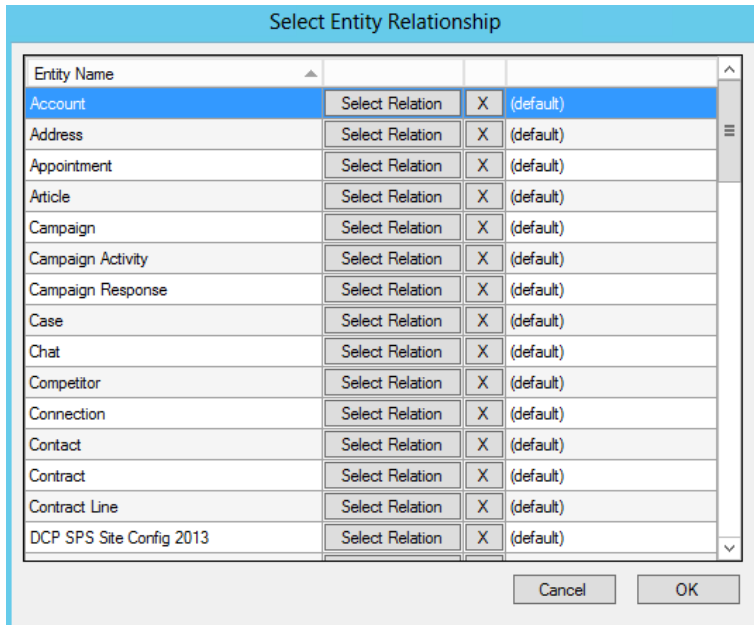 Select Entity Relationship
Entity Name
Account Select Relation X (default)
Address Select Relation X (default)
Appointment Select Relation X (default)
Article Select Relation X (default)
Campaign Select Relation X (default)
Campaign Activity Select Relation X (default)
Campaign Response Select Relation X (default)
Case Select Relation X (default)
Chat Select Relation X (default)
Competitor Select Relation X (default)
Connection Select Relation X (default)
Contact Select Relation X (default)
Contract Select Relation X (default)
Contract Line Select Relation X (default)
DCP SPS Site Config 2013 Select Relation X (default)
Cancel OK